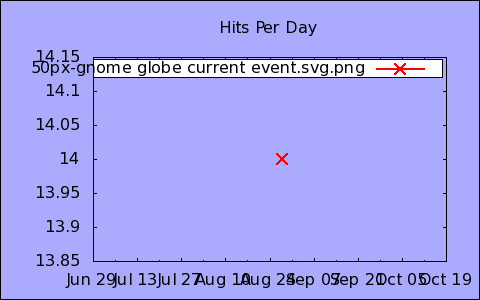 Hits Per Day
14.15
50px-gnome globe current event.svg.png
14.1
14.05
14
13.95
13.9
13.85
Jun 29 Jul 13 Jul 27 Aug 10 Aug 24 Sep 07 Sep 21 Oct 05 Oct 19